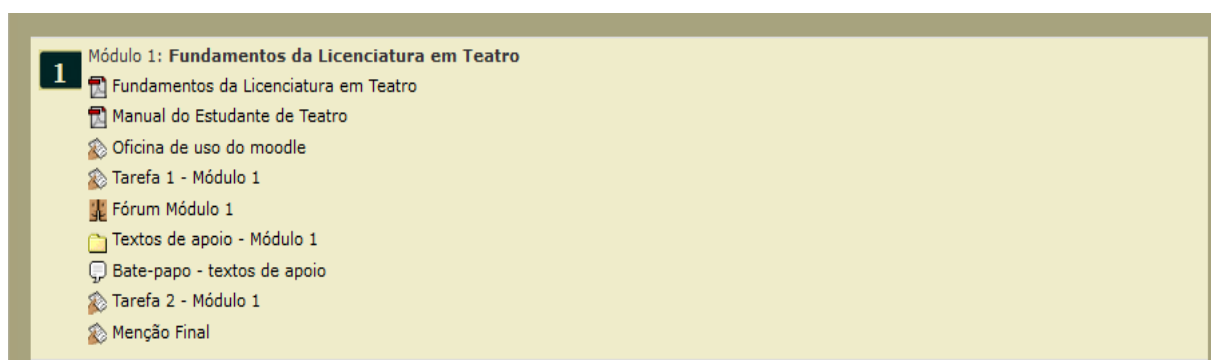 1
Módulo 1: Fundamentos da Licenciatura em Teatro
Fundamentos da Licenciatura em Teatro
Manual do Estudante de Teatro
Oficina de uso do moodle
Tarefa 1 - Módulo 1
Fórum Módulo 1
Textos de apoio - Módulo 1
Bate-papo - textos de apoio
Tarefa 2 - Módulo 1
Menção Final